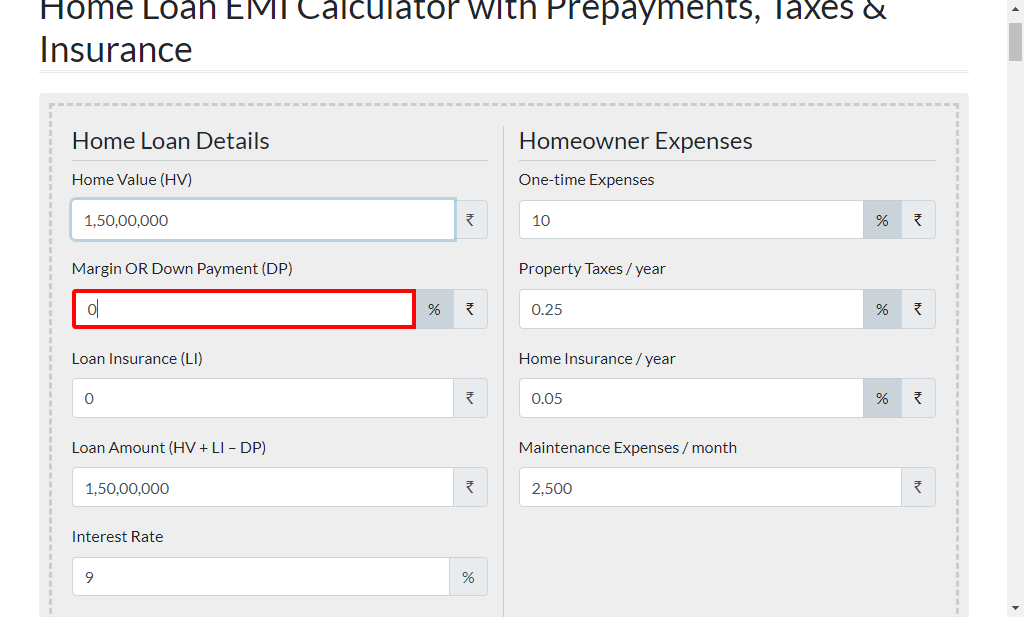 Home Loan EMI Calculator with Prepayments, Taxes &
Insurance
Home Loan Details
Home Value (HV)
1,50,00,000 ₹
Margin OR Down Payment (DP)
0 % ₹
Loan Insurance (LI)
0 ₹
Loan Amount (HV + LI – DP)
1,50,00,000 ₹
Interest Rate
9 %
Homeowner Expenses
One-time Expenses
10 % ₹
Property Taxes / year
0.25 % ₹
Home Insurance / year
0.05 % ₹
Maintenance Expenses / month
2,500 ₹